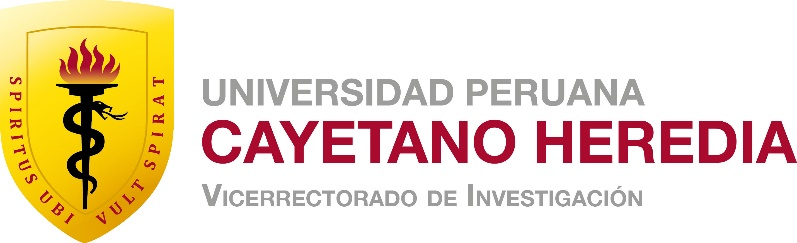 SPIRITUS UBI VULT SPIRAT
UNIVERSIDAD PERUANA
CAYETANO HEREDIA
VICERRECTORADO DE INVESTIGACIÓN